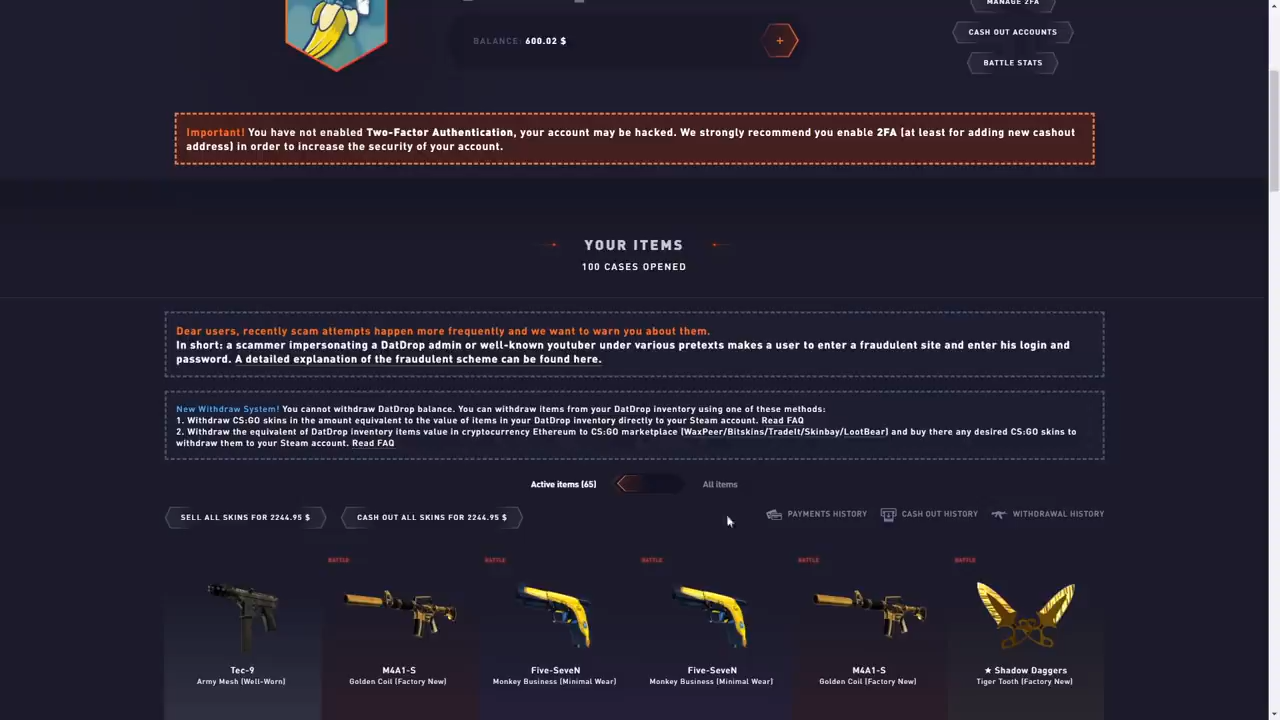 MANAGE 2FA
BALANCE: 600.02 $
+
CASH OUT ACCOUNTS
BATTLE STATS
Important! You have not enabled Two-Factor Authentication, your account may be hacked. We strongly recommend you enable 2FA (at least for adding new cashout
address) in order to increase the security of your account.
YOUR ITEMS
100 CASES OPENED
Dear users, recently scam attempts happen more frequently and we want to warn you about them.
In short: a scammer impersonating a DatDrop admin or well-known youtuber under various pretexts makes a user to enter a fraudulent site and enter his login and
password. A detailed explanation of the fraudulent scheme can be found here.
New Withdraw System! You cannot withdraw DatDrop balance. You can withdraw items from your DatDrop inventory using one of these methods:
1. Withdraw CS:GO skins in the amount equivalent to the value of items in your DatDrop inventory directly to your Steam account. Read FAQ
2. Withdraw the equivalent of DatDrop inventory items value in cryptocurrency Ethereum to CS:GO marketplace (WaxPeer/Bitskins/TradeIt/Skinbay/LootBear) and buy there any desired CS:GO skins to
withdraw them to your Steam account. Read FAQ
Active items (65) All items
SELL ALL SKINS FOR 2244.95 $ CASH OUT ALL SKINS FOR 2244.95 $ PAYMENTS HISTORY CASH OUT HISTORY WITHDRAWAL HISTORY
BATTLE BATTLE BATTLE BATTLE BATTLE
Tec-9 M4A1-S Five-SeveN Five-SeveN M4A1-S ★ Shadow Daggers
Army Mesh (Well-Worn) Golden Coil (Factory New) Monkey Business (Minimal Wear) Monkey Business (Minimal Wear) Golden Coil (Factory New) Tiger Tooth (Factory New)